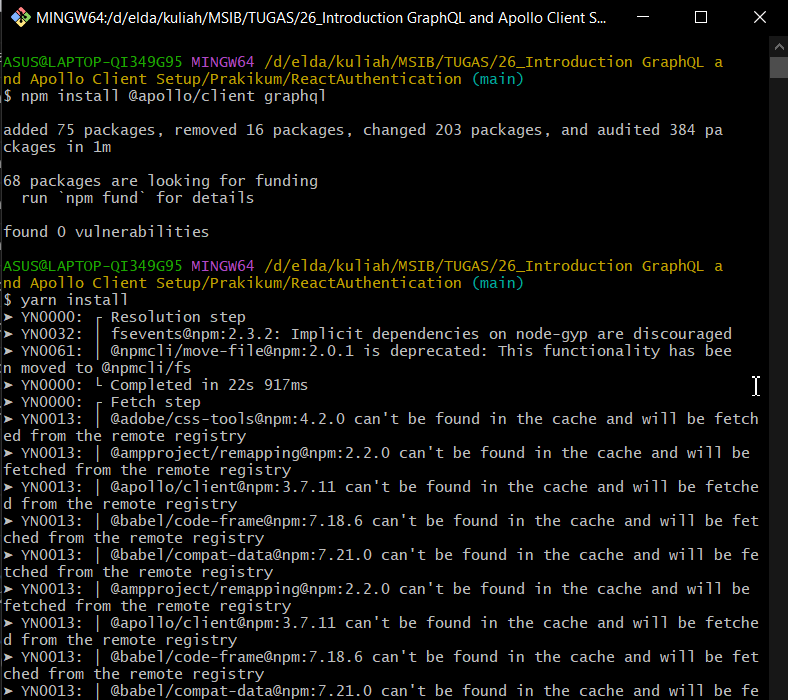 MINGW64:/d/elda/kuliah/MSIB/TUGAS/26_Introduction GraphQL and Apollo Client S...
ASUS@LAPTOP-QI349G95 MINGW64 /d/elda/kuliah/MSIB/TUGAS/26_Introduction GraphQL a
nd Apollo Client Setup/Prakikum/ReactAuthentication (main)
$ npm install @apollo/client graphql
added 75 packages, removed 16 packages, changed 203 packages, and audited 384 pa
ckages in 1m
68 packages are looking for funding
  run `npm fund` for details
found 0 vulnerabilities
ASUS@LAPTOP-QI349G95 MINGW64 /d/elda/kuliah/MSIB/TUGAS/26_Introduction GraphQL a
nd Apollo Client Setup/Prakikum/ReactAuthentication (main)
$ yarn install
➤ YN0000: ┌ Resolution step
➤ YN0032: │ fsevents@npm:2.3.2: Implicit dependencies on node-gyp are discouraged
➤ YN0061: │ @npmcli/move-file@npm:2.0.1 is deprecated: This functionality has bee
n moved to @npmcli/fs
➤ YN0000: └ Completed in 22s 917ms
➤ YN0000: ┌ Fetch step
➤ YN0013: │ @adobe/css-tools@npm:4.2.0 can't be found in the cache and will be fetch
ed from the remote registry
➤ YN0013: │ @ampproject/remapping@npm:2.2.0 can't be found in the cache and will be
fetched from the remote registry
➤ YN0013: │ @apollo/client@npm:3.7.11 can't be found in the cache and will be fetche
d from the remote registry
➤ YN0013: │ @babel/code-frame@npm:7.18.6 can't be found in the cache and will be fet
ched from the remote registry
➤ YN0013: │ @babel/compat-data@npm:7.21.0 can't be found in the cache and will be fe
tched from the remote registry
➤ YN0013: │ @ampproject/remapping@npm:2.2.0 can't be found in the cache and will be
fetched from the remote registry
➤ YN0013: │ @apollo/client@npm:3.7.11 can't be found in the cache and will be fetche
d from the remote registry
➤ YN0013: │ @babel/code-frame@npm:7.18.6 can't be found in the cache and will be fet
ched from the remote registry
➤ YN0013: │ @babel/compat-data@npm:7.21.0 can't be found in the cache and will be fe